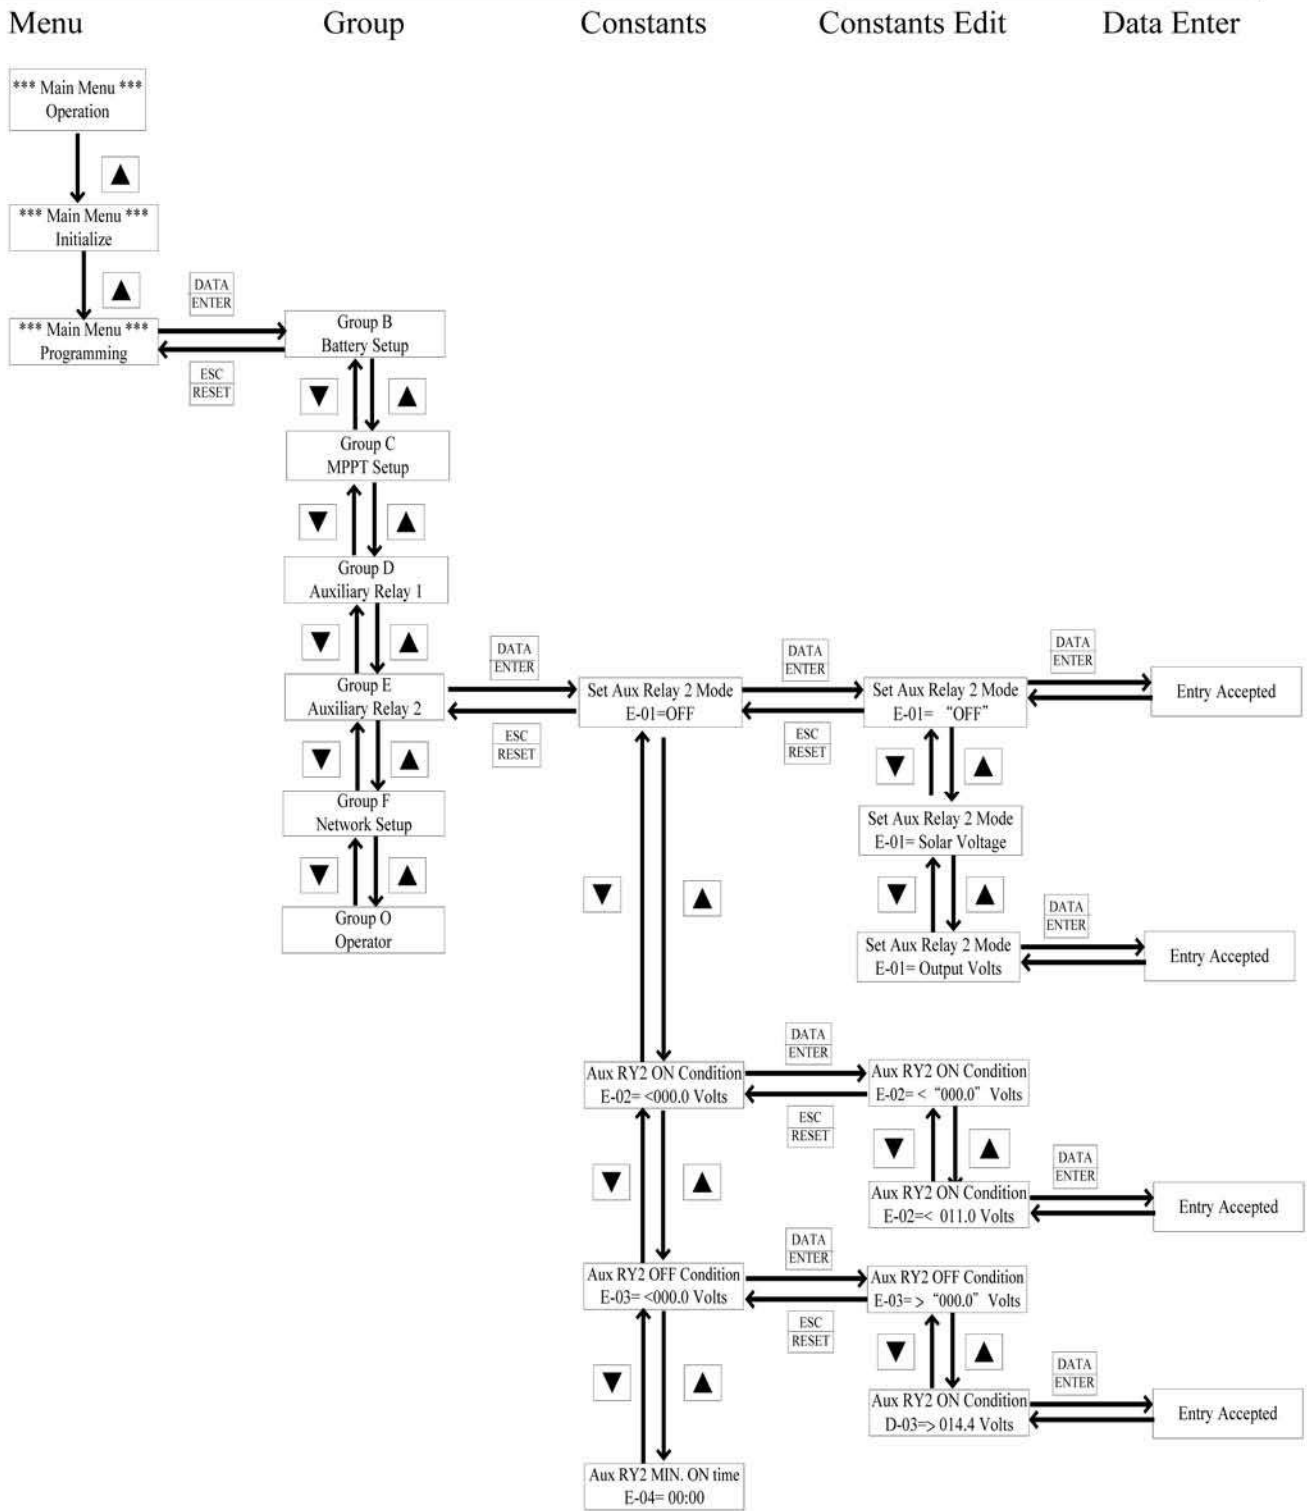 Menu
Group
Constants
Constants Edit
Data Enter
*** Main Menu ***
Operation
▲
*** Main Menu ***
Initialize
▲
*** Main Menu ***
Programming
DATA
ENTER
ESC
RESET
Group B
Battery Setup
▼ ▲
Group C
MPPT Setup
▼ ▲
Group D
Auxiliary Relay 1
▼ ▲
Group E
Auxiliary Relay 2
▼ ▲
Group F
Network Setup
▼ ▲
Group O
Operator
DATA
ENTER
ESC
RESET
Set Aux Relay 2 Mode
E-01=OFF
DATA
ENTER
ESC
RESET
Set Aux Relay 2 Mode
E-01= “OFF”
DATA
ENTER
Entry Accepted
▼ ▲
Set Aux Relay 2 Mode
E-01= Solar Voltage
▼ ▲
Set Aux Relay 2 Mode
E-01= Output Volts
DATA
ENTER
Entry Accepted
▼ ▲
Aux RY2 ON Condition
E-02= <000.0 Volts
DATA
ENTER
ESC
RESET
Aux RY2 ON Condition
E-02= < “000.0” Volts
▼ ▲
Aux RY2 ON Condition
E-02=< 011.0 Volts
DATA
ENTER
Entry Accepted
▼ ▲
Aux RY2 OFF Condition
E-03= <000.0 Volts
DATA
ENTER
ESC
RESET
Aux RY2 OFF Condition
E-03= > “000.0” Volts
▼ ▲
Aux RY2 ON Condition
D-03=> 014.4 Volts
DATA
ENTER
Entry Accepted
▼ ▲
Aux RY2 MIN. ON time
E-04= 00:00